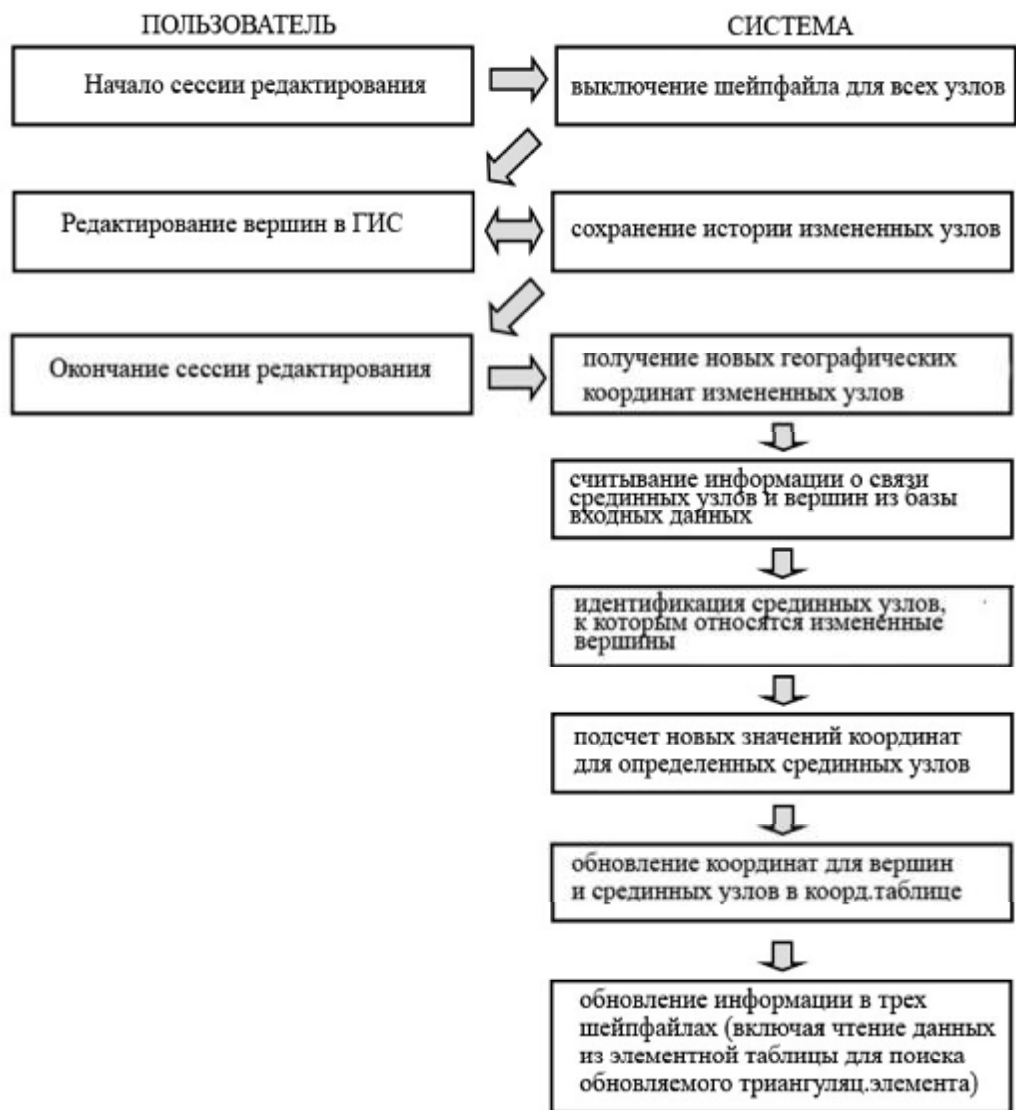 ПОЛЬЗОВАТЕЛЬ
СИСТЕМА
Начало сессии редактирования
выключение шейпфайла для всех узлов
Редактирование вершин в ГИС
сохранение истории измененных узлов
Окончание сессии редактирования
получение новых географических
координат измененных узлов
считывание информации о связи
срединных узлов и вершин из базы
входных данных
идентификация срединных узлов,
к которым относятся измененные
вершины
подсчет новых значений координат
для определенных срединных узлов
обновление координат для вершин
и срединных узлов в коорд.таблице
обновление информации в трех
шейпфайлах (включая чтение данных
из элементной таблицы для поиска
обновляемого триангуляц.элемента)